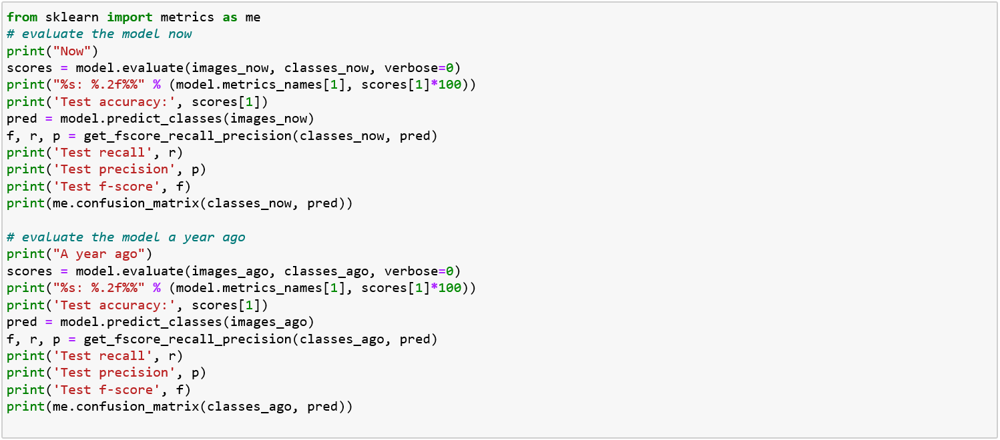 from sklearn import metrics as me
# evaluate the model now
print("Now")
scores = model.evaluate(images_now, classes_now, verbose=0)
print("%s: %.2f%%" % (model.metrics_names[1], scores[1]*100))
print('Test accuracy:', scores[1])
pred = model.predict_classes(images_now)
f, r, p = get_fscore_recall_precision(classes_now, pred)
print('Test recall', r)
print('Test precision', p)
print('Test f-score', f)
print(me.confusion_matrix(classes_now, pred))

# evaluate the model a year ago
print("A year ago")
scores = model.evaluate(images_ago, classes_ago, verbose=0)
print("%s: %.2f%%" % (model.metrics_names[1], scores[1]*100))
print('Test accuracy:', scores[1])
pred = model.predict_classes(images_ago)
f, r, p = get_fscore_recall_precision(classes_ago, pred)
print('Test recall', r)
print('Test precision', p)
print('Test f-score', f)
print(me.confusion_matrix(classes_ago, pred))